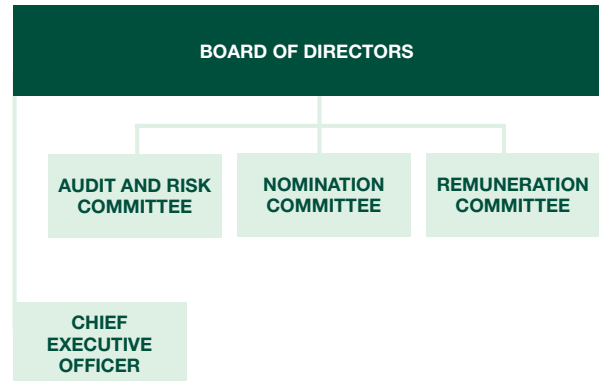 BOARD OF DIRECTORS
AUDIT AND RISK
COMMITTEE
NOMINATION
COMMITTEE
REMUNERATION
COMMITTEE
CHIEF
EXECUTIVE
OFFICER